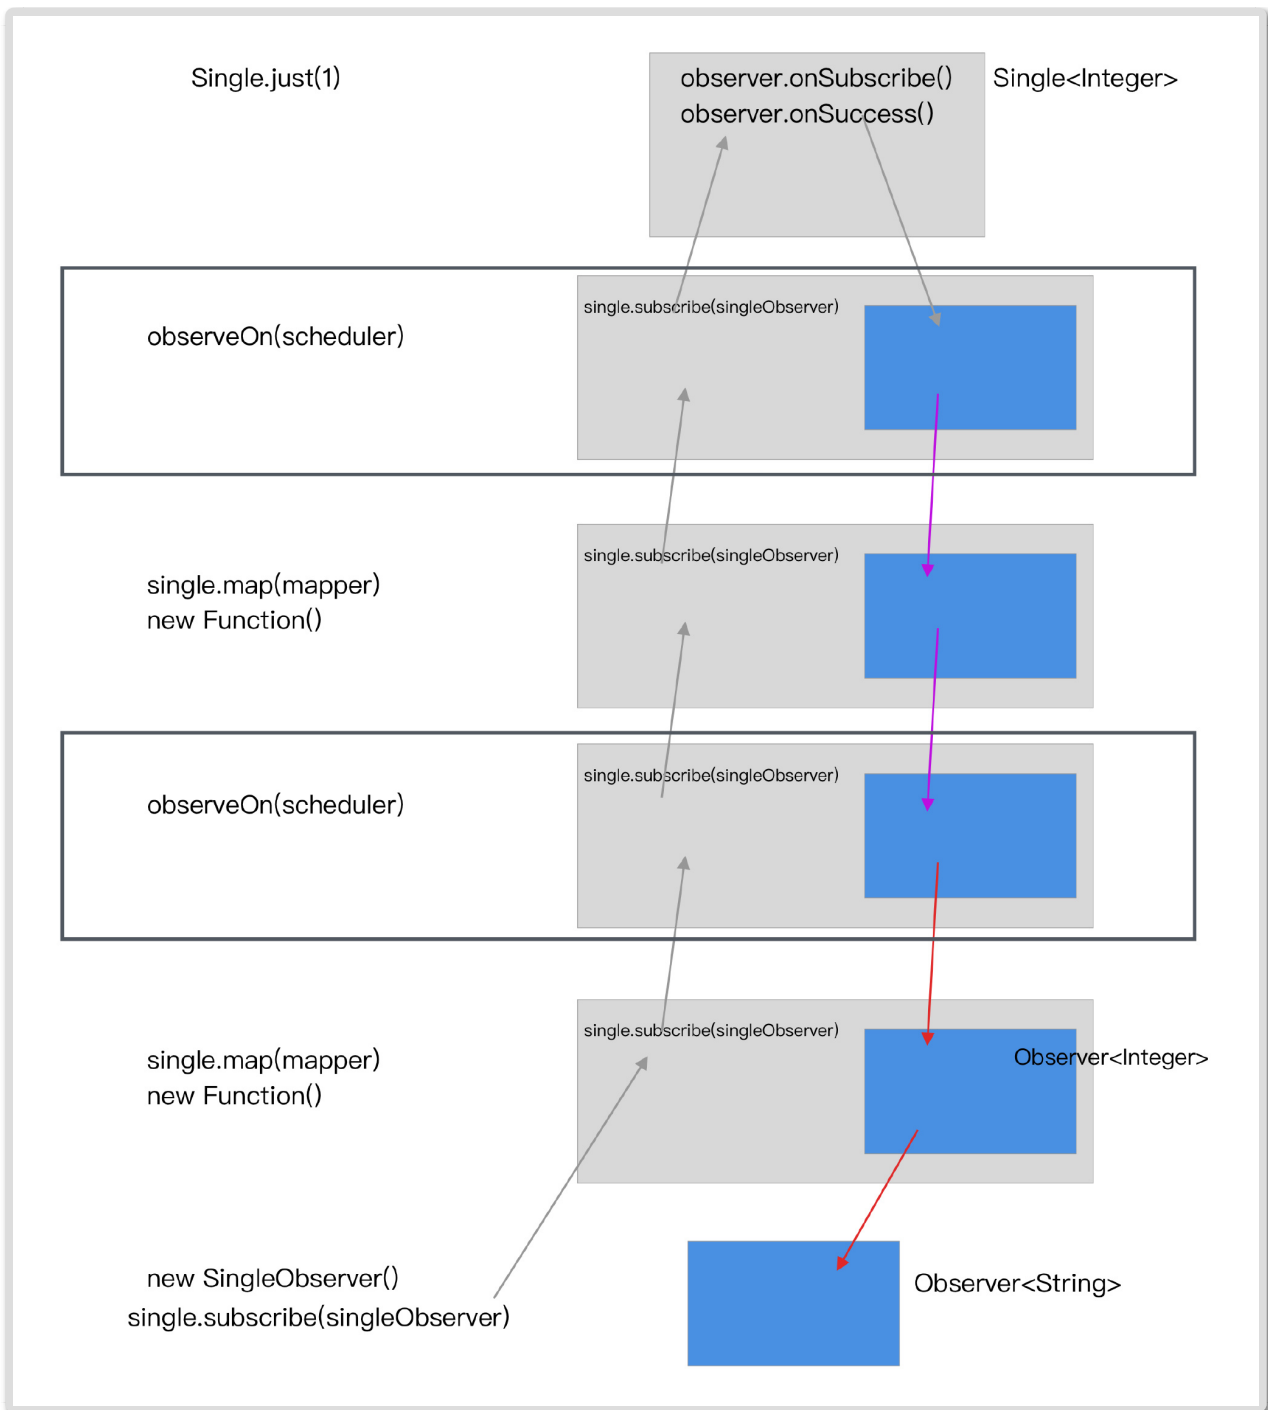 Single.just(1)
observer.onSubscribe()
observer.onSuccess()
Single<Integer>
observeOn(scheduler)
single.subscribe(singleObserver)
single.map(mapper)
new Function()
single.subscribe(singleObserver)
observeOn(scheduler)
single.subscribe(singleObserver)
single.map(mapper)
new Function()
single.subscribe(singleObserver)
Observer<Integer>
new SingleObserver()
single.subscribe(singleObserver)
Observer<String>